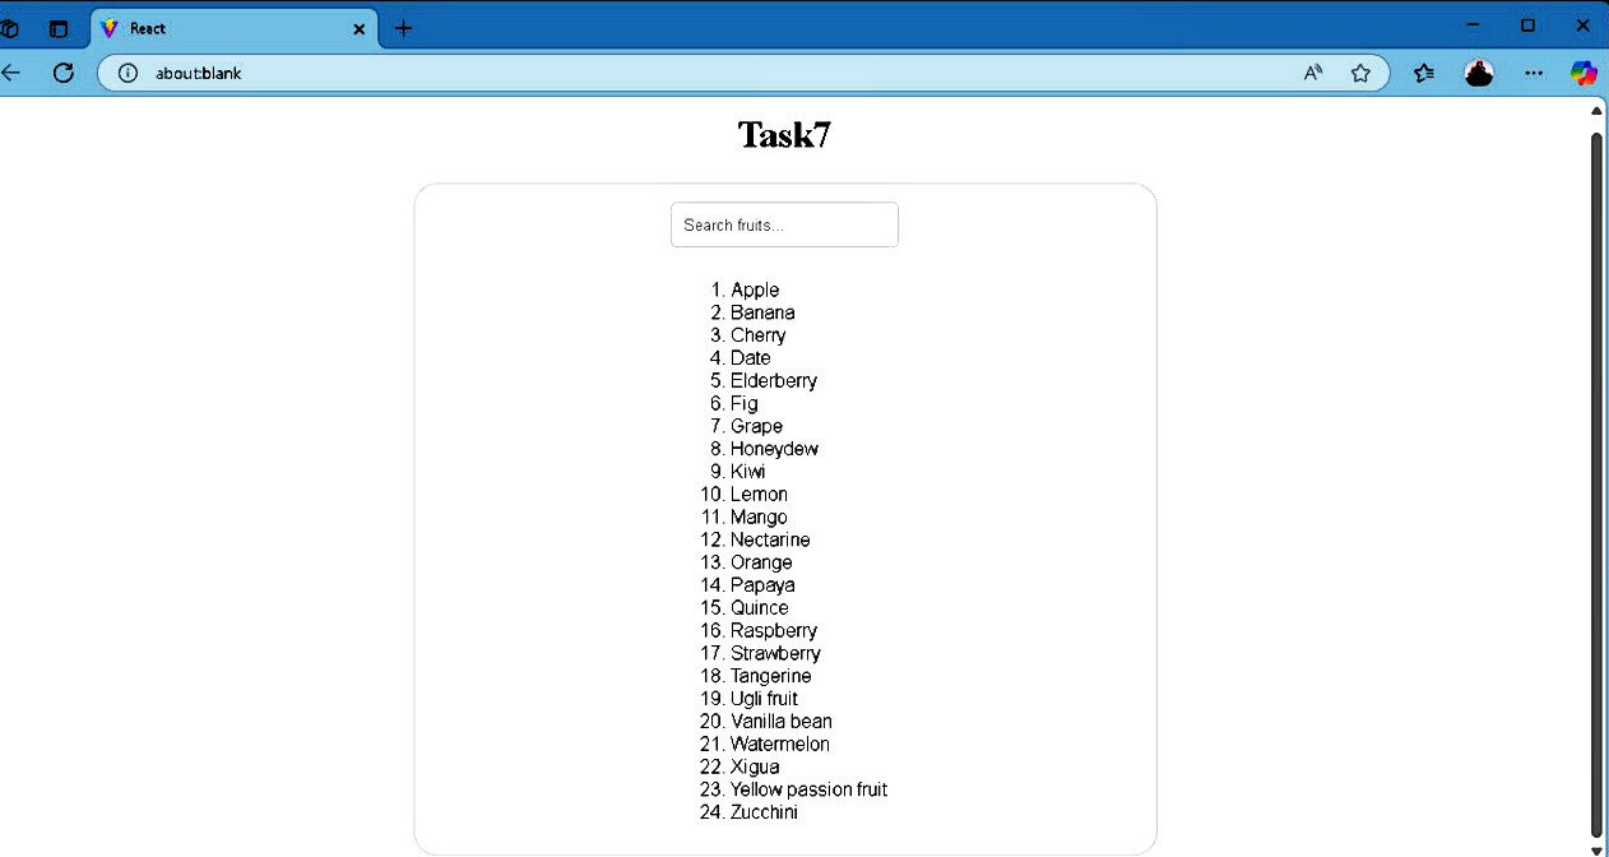 React
about:blank
Task7
Search fruits...
1. Apple
2. Banana
3. Cherry
4. Date
5. Elderberry
6. Fig
7. Grape
8. Honeydew
9. Kiwi
10. Lemon
11. Mango
12. Nectarine
13. Orange
14. Papaya
15. Quince
16. Raspberry
17. Strawberry
18. Tangerine
19. Ugli fruit
20. Vanilla bean
21. Watermelon
22. Xigua
23. Yellow passion fruit
24. Zucchini